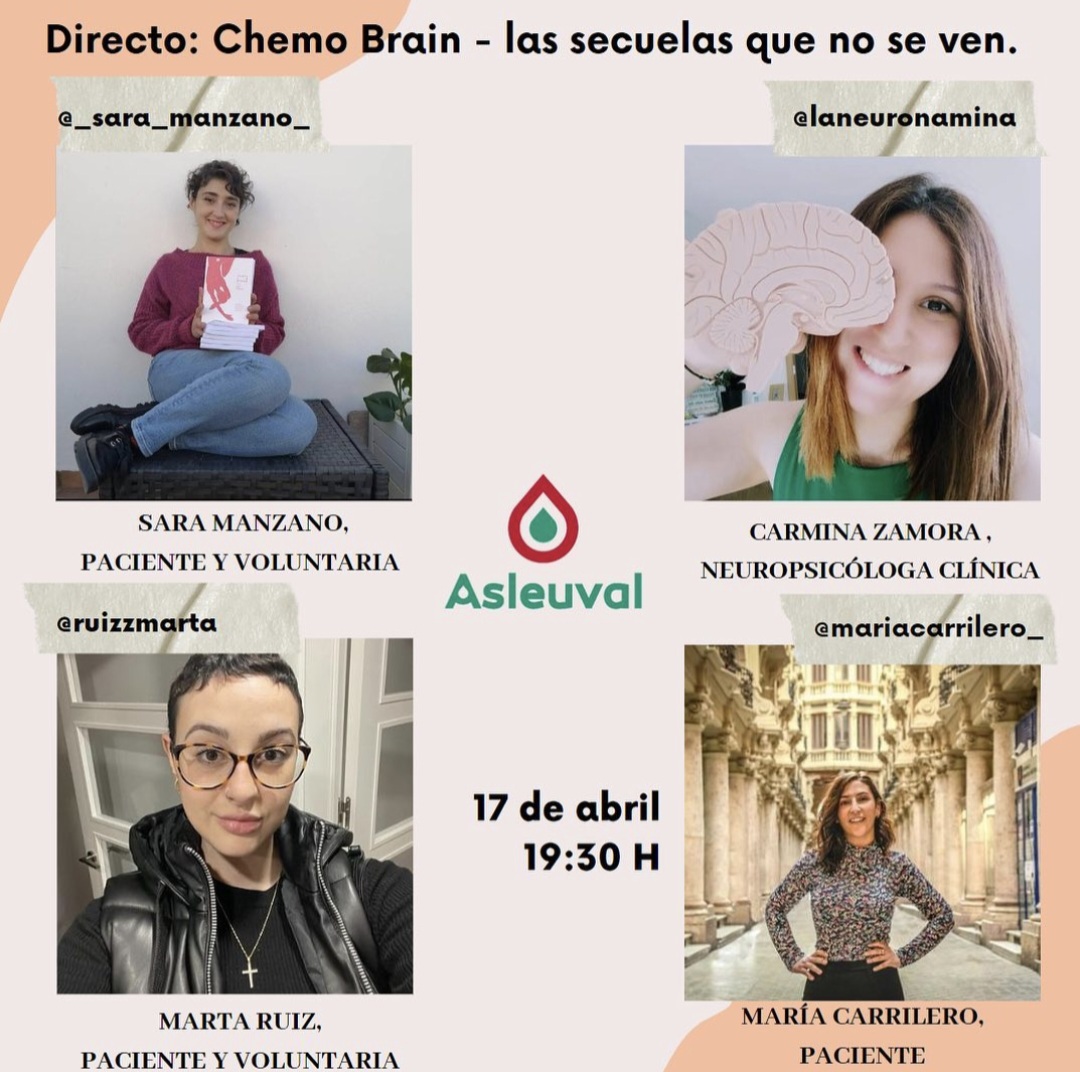 Directo: Chemo Brain - las secuelas que no se ven.
@_sara_manzano_
@laneuronamina
SARA MANZANO,
PACIENTE Y VOLUNTARIA
CARMINA ZAMORA ,
NEUROPSICÓLOGA CLÍNICA
Asleuval
@ruizzmarta
@mariacarrilero_
17 de abril
19:30 H
MARTA RUIZ,
PACIENTE Y VOLUNTARIA
MARÍA CARRILERO,
PACIENTE